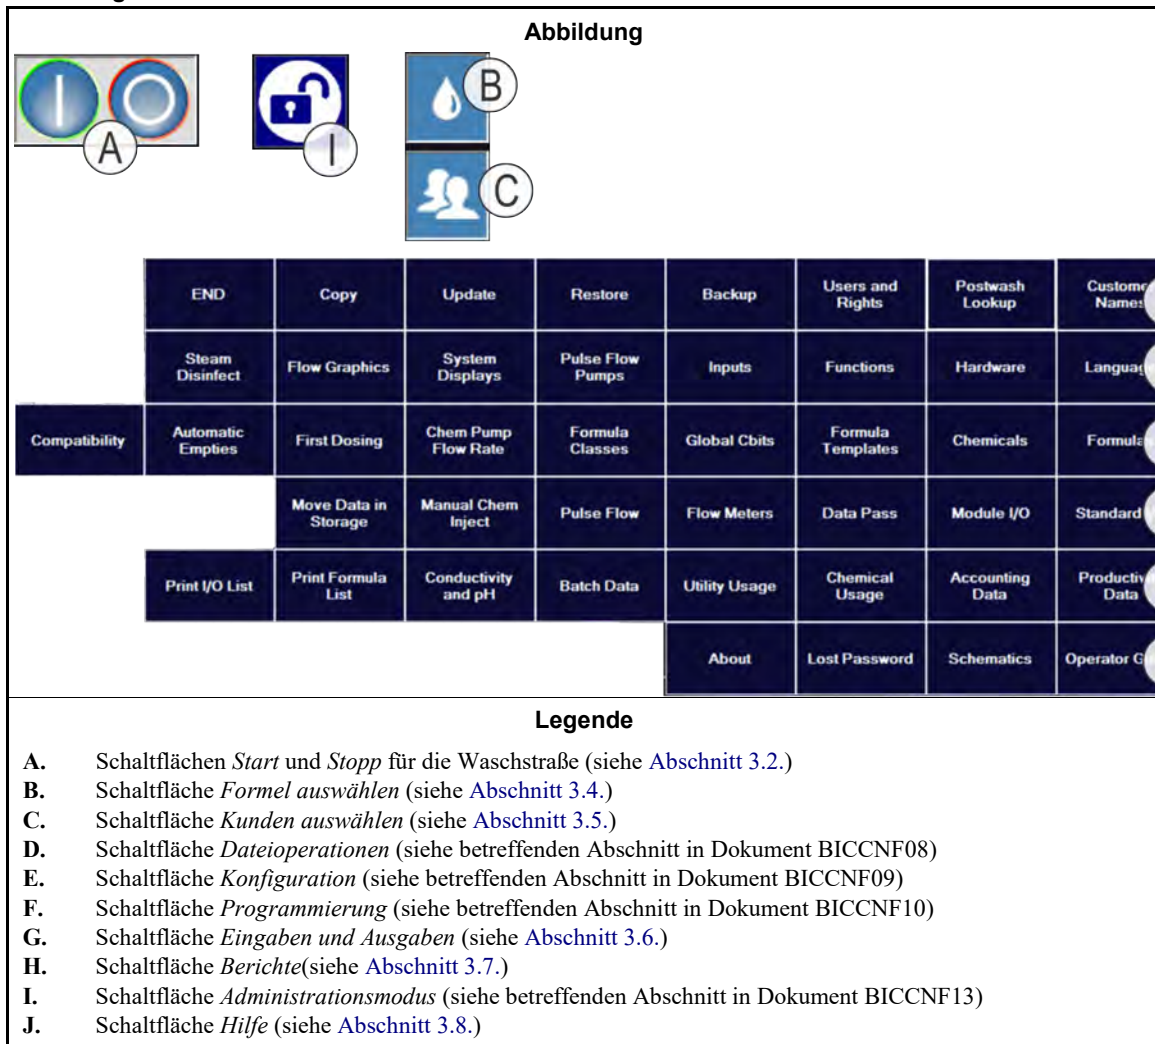 Abbildung
A
I
B
C
END Copy Update Restore Backup Users and Rights Postwash Lookup
Steam Disinfect Flow Graphics System Displays Pulse Flow Pumps Inputs Functions Hardware
Compatibility Automatic Empties First Dosing Chem Pump Flow Rate Formula Classes Global Cbits Formula Templates Chemicals
Move Data in Storage Manual Chem Inject Pulse Flow Flow Meters Data Pass Module I/O Standard
Print I/O List Print Formula List Conductivity and pH Batch Data Utility Usage Chemical Usage Accounting Data Data
About Lost Password Schematics Operator
Legende
A. Schaltflächen Start und Stopp für die Waschstraße (siehe Abschnitt 3.2.)
B. Schaltfläche Formel auswählen (siehe Abschnitt 3.4.)
C. Schaltfläche Kunden auswählen (siehe Abschnitt 3.5.)
D. Schaltfläche Dateioperationen (siehe betreffenden Abschnitt in Dokument BICCNF08)
E. Schaltfläche Konfiguration (siehe betreffenden Abschnitt in Dokument BICCNF09)
F. Schaltfläche Programmierung (siehe betreffenden Abschnitt in Dokument BICCNF10)
G. Schaltfläche Eingaben und Ausgaben (siehe Abschnitt 3.6.)
H. Schaltfläche Berichte(siehe Abschnitt 3.7.)
I. Schaltfläche Administrationsmodus (siehe betreffenden Abschnitt in Dokument BICCNF13)
J. Schaltfläche Hilfe (siehe Abschnitt 3.8.)